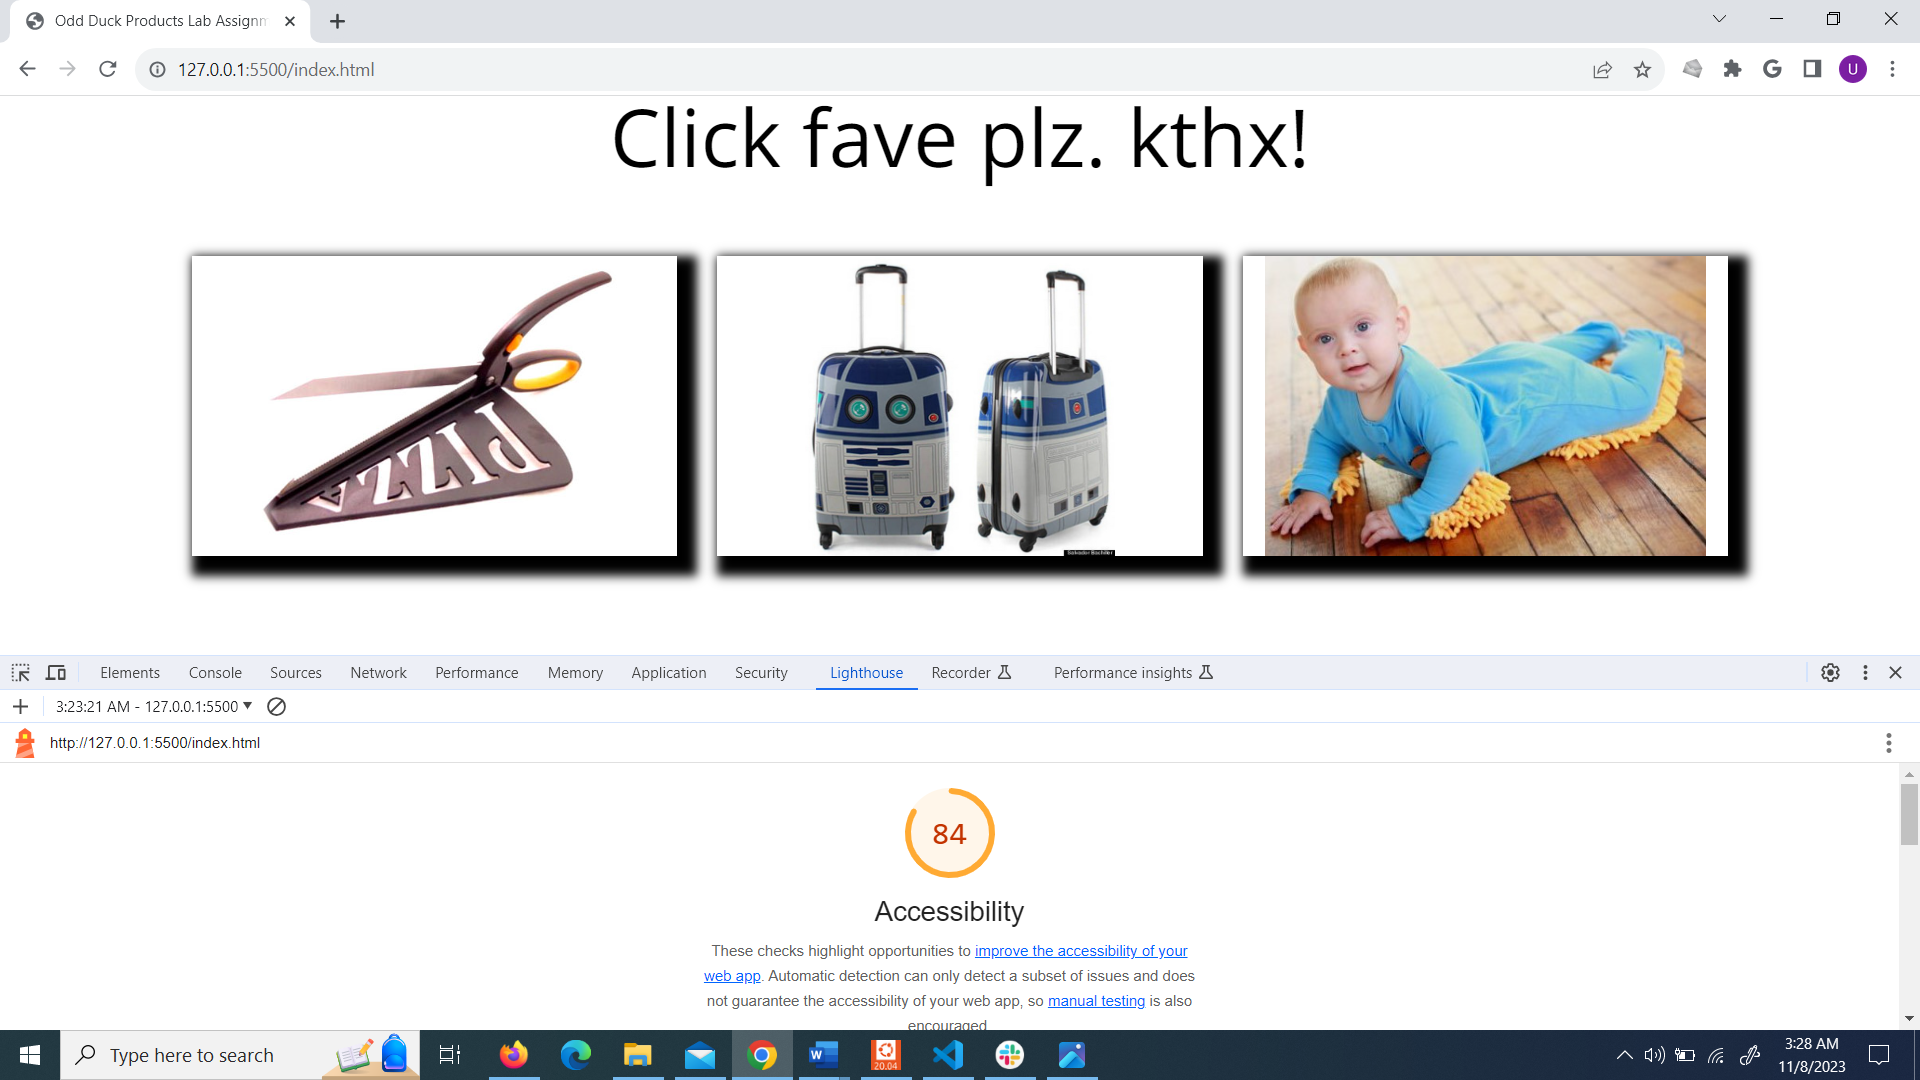 Odd Duck Products Lab Assignm
127.0.0.1:5500/index.html
U
Click fave plz. kthx!
PIZZA
Elements Console Sources Network Performance Memory Application Security Lighthouse Recorder Performance insights
3:23:21 AM - 127.0.0.1:5500
http://127.0.0.1:5500/index.html
84
Accessibility
These checks highlight opportunities to improve the accessibility of your
web app. Automatic detection can only detect a subset of issues and does
not guarantee the accessibility of your web app, so manual testing is also
encouraged
Type here to search
20.04
3:28 AM
11/8/2023